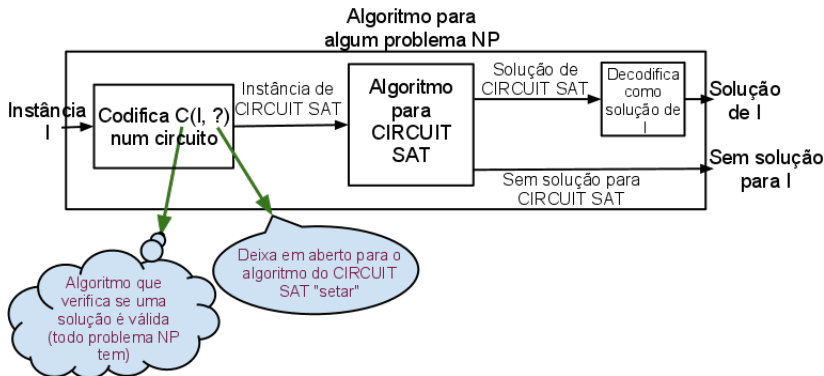 Algoritmo para
algum problema NP
Instância
I
Codifica C(I, ?)
num circuito
Instância de
CIRCUIT SAT
Algoritmo
para
CIRCUIT
SAT
Solução de
CIRCUIT SAT
Decodifica
como
solução de
I
Solução
de I
Sem solução para
CIRCUIT SAT
Sem solução
para I
Deixa em aberto para o
algoritmo do CIRCUIT
SAT "setar"
Algoritmo que
verifica se uma
solução é válida
(todo problema NP
tem)